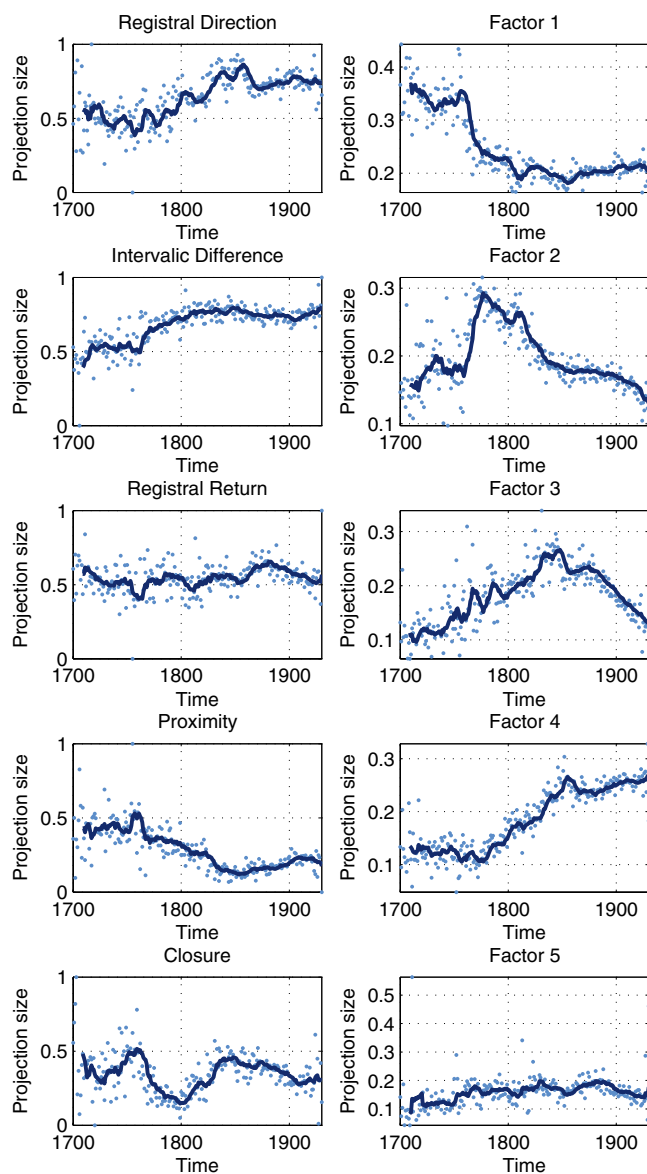 Registral Direction
1
0.5
0
Projection size
1700 1800 1900
Time
Factor 1
0.4
0.3
0.2
Projection size
1700 1800 1900
Time
Intervalic Difference
1
0.5
0
Projection size
1700 1800 1900
Time
Factor 2
0.3
0.2
0.1
Projection size
1700 1800 1900
Time
Registral Return
1
0.5
0
Projection size
1700 1800 1900
Time
Factor 3
0.3
0.2
0.1
Projection size
1700 1800 1900
Time
Proximity
1
0.5
0
Projection size
1700 1800 1900
Time
Factor 4
0.3
0.2
0.1
Projection size
1700 1800 1900
Time
Closure
1
0.5
0
Projection size
1700 1800 1900
Time
Factor 5
0.5
0.4
0.3
0.2
0.1
Projection size
1700 1800 1900
Time